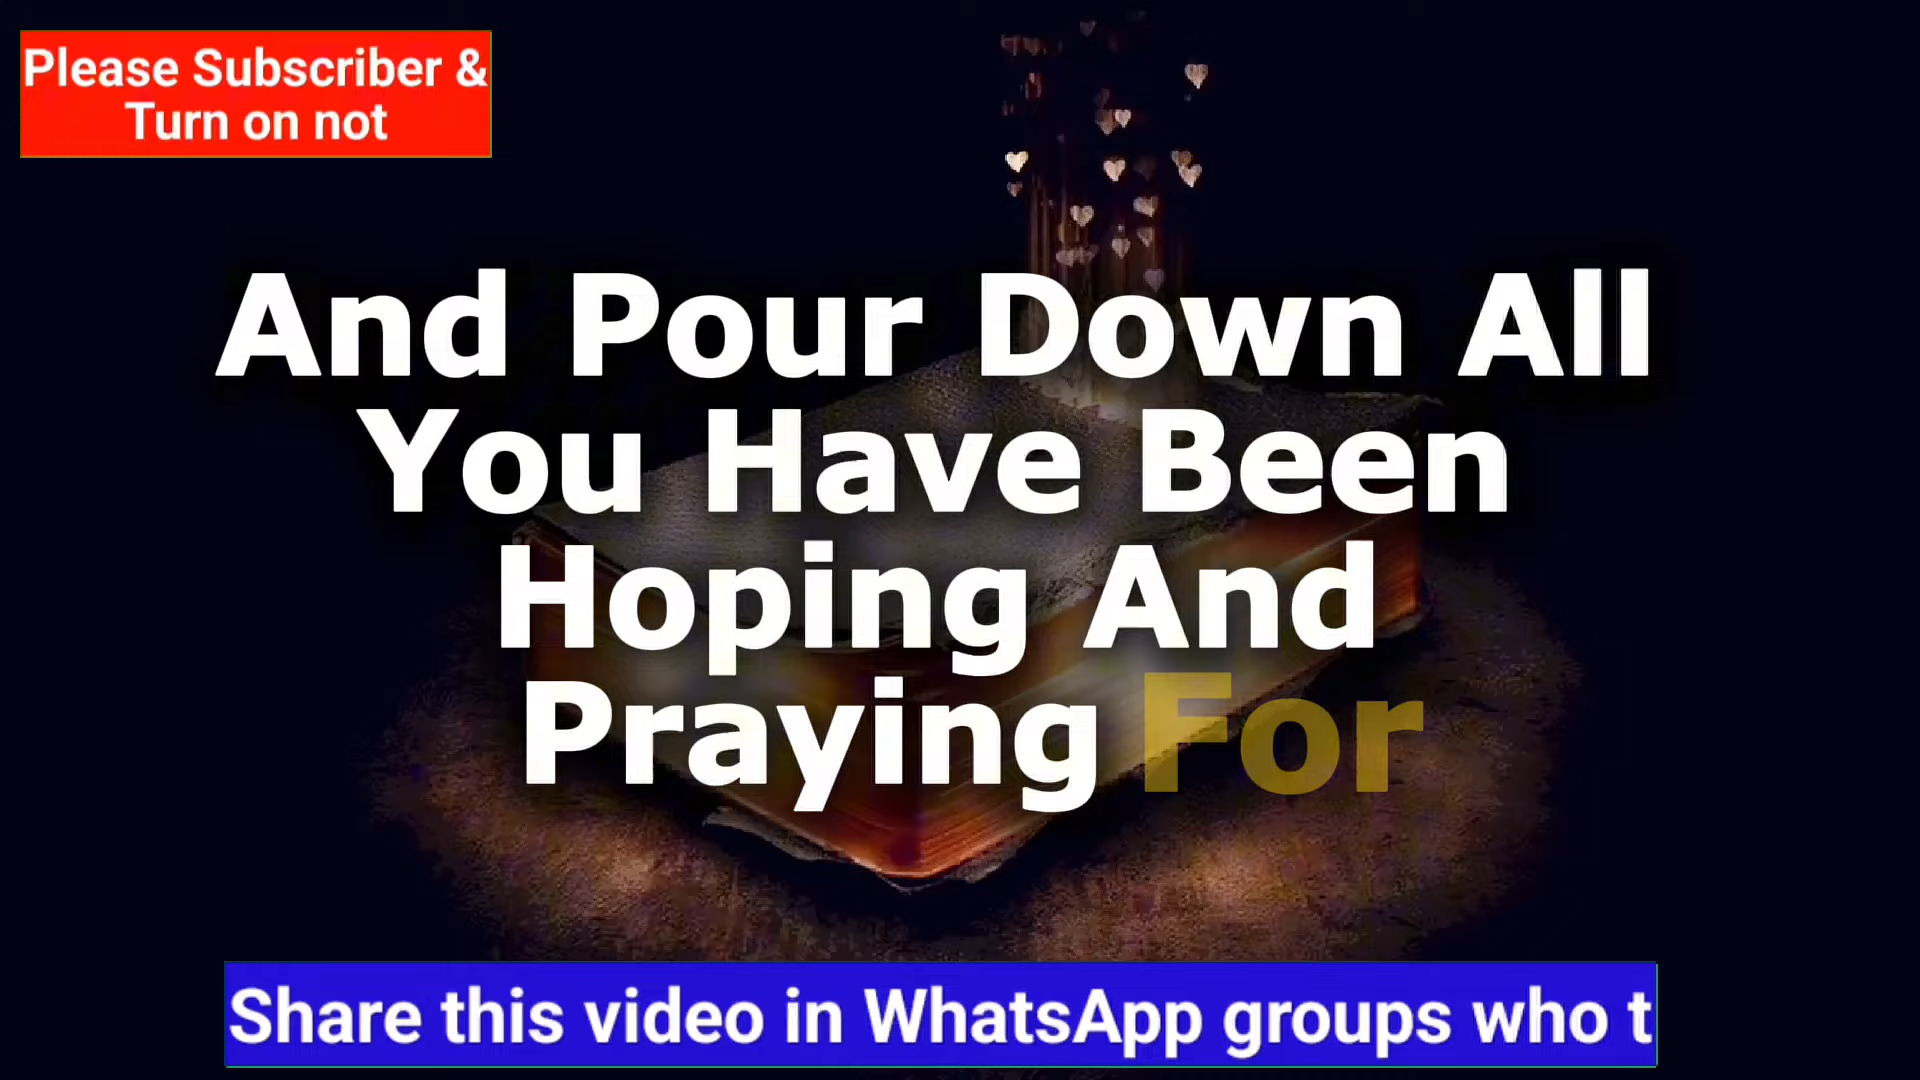 Please Subscriber &
Turn on not
And Pour Down All
You Have Been
Hoping And
Praying For
Share this video in WhatsApp groups who t